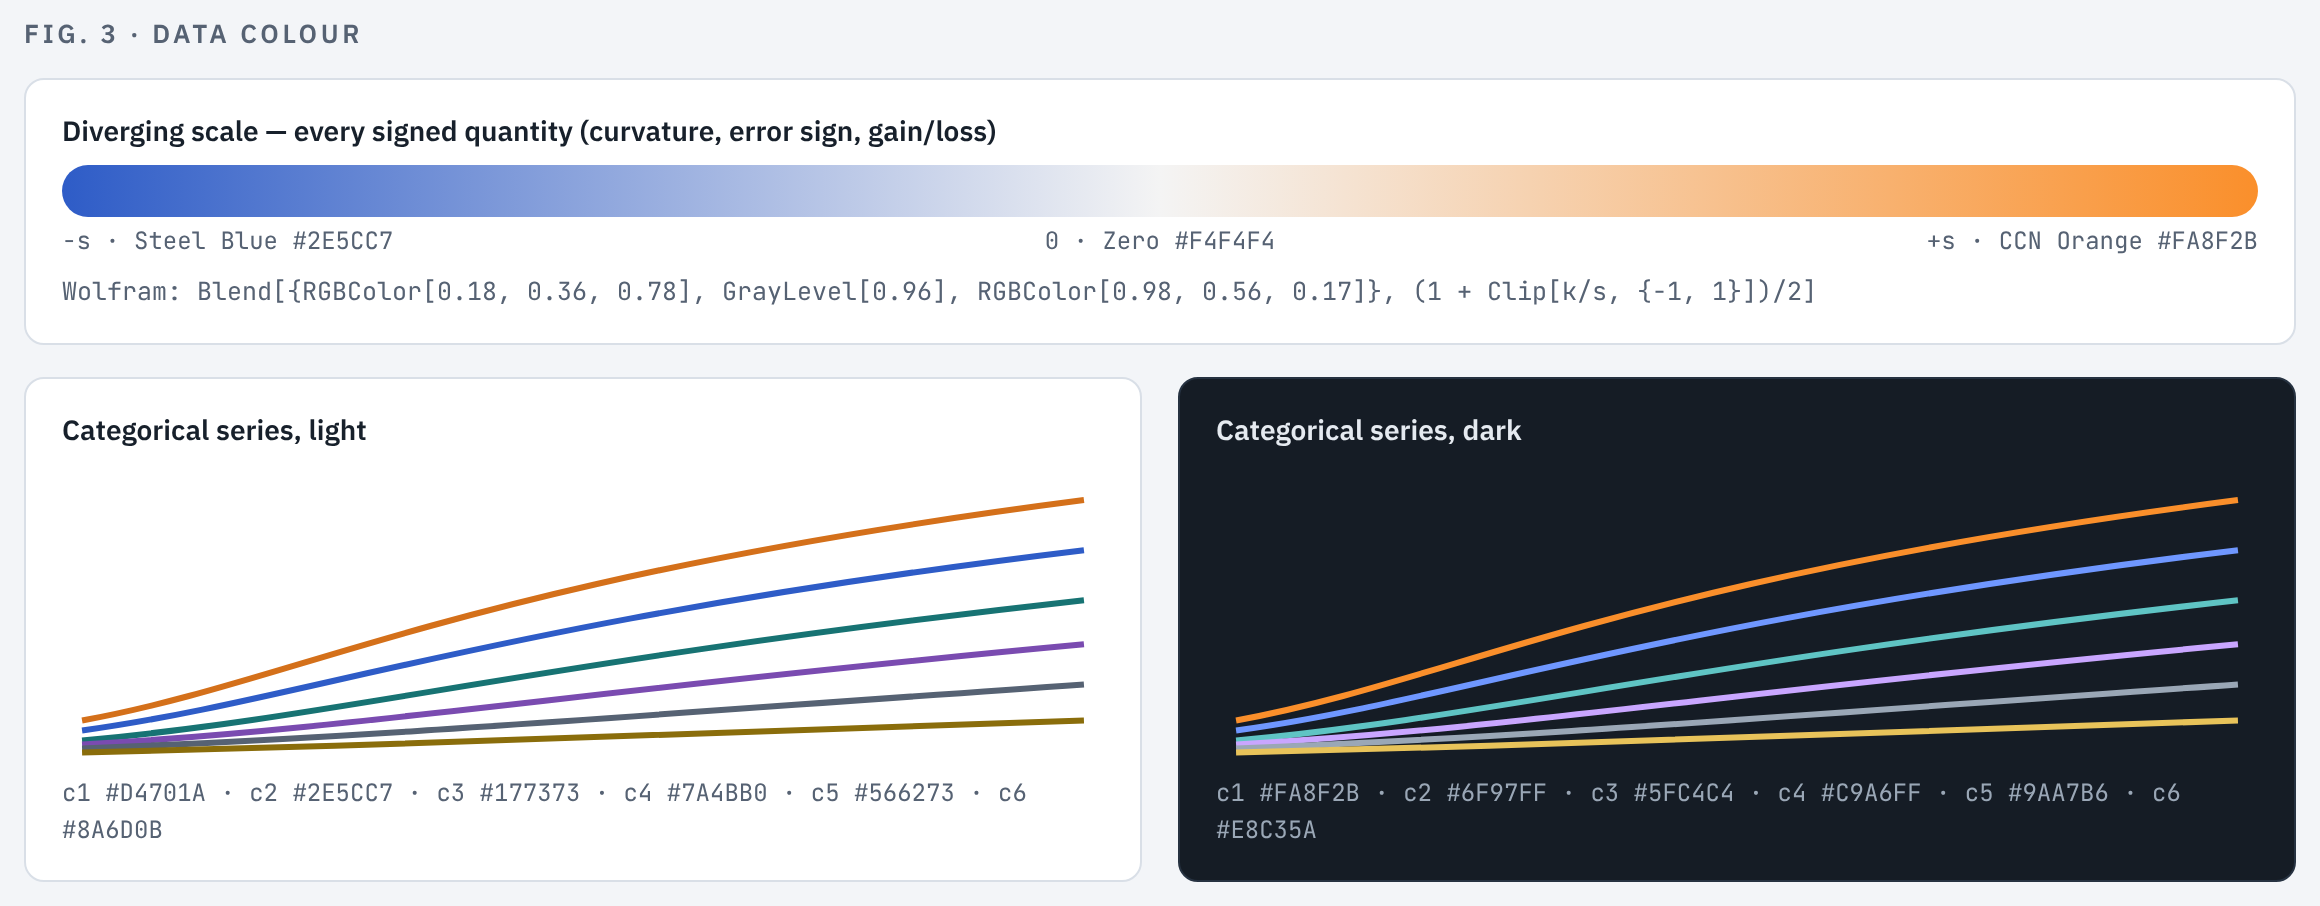 FIG. 3 · DATA COLOUR
Diverging scale — every signed quantity (curvature, error sign, gain/loss)
-s · Steel Blue #2E5CC7
0 · Zero #F4F4F4
+s · CCN Orange #FA8F2B
Wolfram: Blend[{RGBColor[0.18, 0.36, 0.78], GrayLevel[0.96], RGBColor[0.98, 0.56, 0.17]}, (1 + Clip[k/s, {-1, 1}])/2]
Categorical series, light
c1 #D4701A · c2 #2E5CC7 · c3 #177373 · c4 #7A4BB0 · c5 #566273 · c6
#8A6D0B
Categorical series, dark
c1 #FA8F2B · c2 #6F97FF · c3 #5FC4C4 · c4 #C9A6FF · c5 #9AA7B6 · c6
#E8C35A